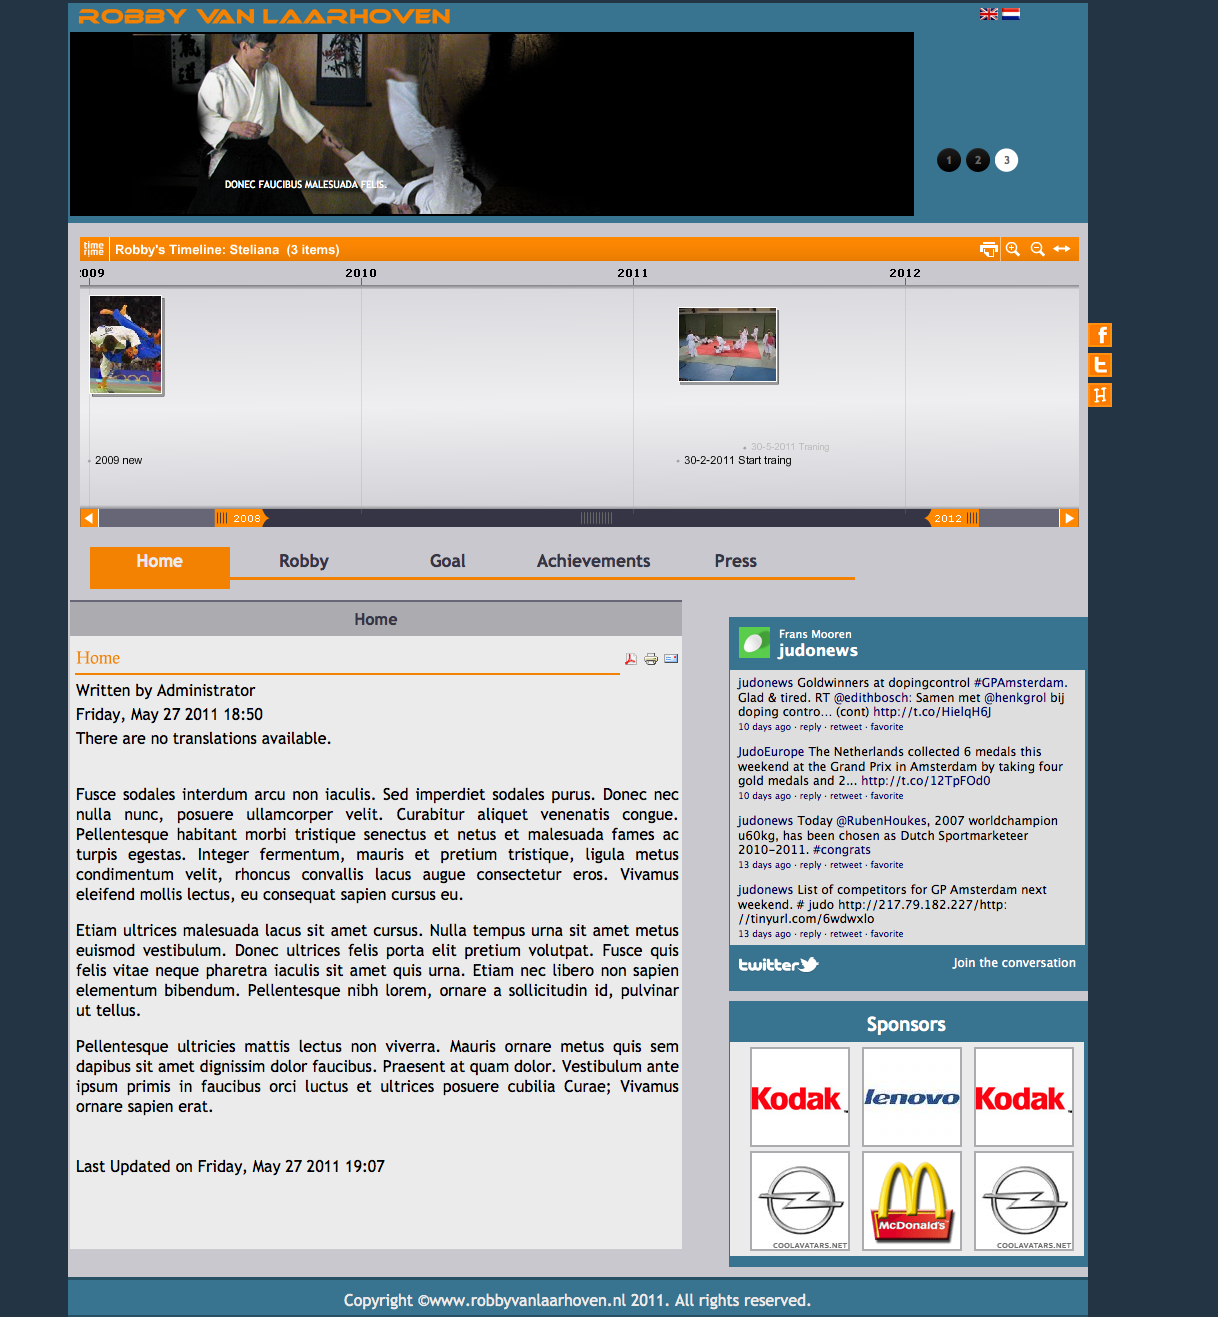 ROBBY VAN LAARHOVEN
DONEC FAUCIBUS MALESUADA FELIS.
1 2 3
time rime Robby's Timeline: Steliana (3 items)
2009 2010 2011 2012
30-5-2011 Traning
2009 new
30-2-2011 Start traing
2008 2012
Home Robby Goal Achievements Press
Home
Home
Written by Administrator
Friday, May 27 2011 18:50
There are no translations available.
Fusce sodales interdum arcu non iaculis. Sed imperdiet sodales purus. Donec nec
nulla nunc, posuere ullamcorper velit. Curabitur aliquet venenatis congue.
Pellentesque habitant morbi tristique senectus et netus et malesuada fames ac
turpis egestas. Integer fermentum, mauris et pretium tristique, ligula metus
condimentum velit, rhoncus convallis lacus augue consectetur eros. Vivamus
eleifend mollis lectus, eu consequat sapien cursus eu.
Etiam ultrices malesuada lacus sit amet cursus. Nulla tempus urna sit amet metus
euismod vestibulum. Donec ultrices felis porta elit pretium volutpat. Fusce quis
felis vitae neque pharetra iaculis sit amet quis urna. Etiam nec libero non sapien
elementum bibendum. Pellentesque nibh lorem, ornare a sollicitudin id, pulvinar
ut tellus.
Pellentesque ultricies mattis lectus non viverra. Mauris ornare metus quis sem
dapibus sit amet dignissim dolor faucibus. Praesent at quam dolor. Vestibulum ante
ipsum primis in faucibus orci luctus et ultrices posuere cubilia Curae; Vivamus
ornare sapien erat.
Last Updated on Friday, May 27 2011 19:07
f
t
H
Frans Mooren
judonews
judonews Goldwinners at dopingcontrol #GPAmsterdam.
Glad & tired. RT @edithbosch: Samen met @henkgrol bij
doping contro... (cont) http://t.co/HielqH6J
10 days ago · reply · retweet · favorite
JudoEurope The Netherlands collected 6 medals this
weekend at the Grand Prix in Amsterdam by taking four
gold medals and 2... http://t.co/12TpFOd0
10 days ago · reply · retweet · favorite
judonews Today @RubenHoukes, 2007 worldchampion
u60kg, has been chosen as Dutch Sportmarketeer
2010-2011. #congrats
13 days ago · reply · retweet · favorite
judonews List of competitors for GP Amsterdam next
weekend. # judo http://217.79.182.227/http:
//tinyurl.com/6wdwxlo
13 days ago · reply · retweet · favorite
twitter Join the conversation
Sponsors
Kodak lenovo Kodak
McDonald's
COOLAVATARS.NET COOLAVATARS.NET
Copyright ©www.robbyvanlaarhoven.nl 2011. All rights reserved.